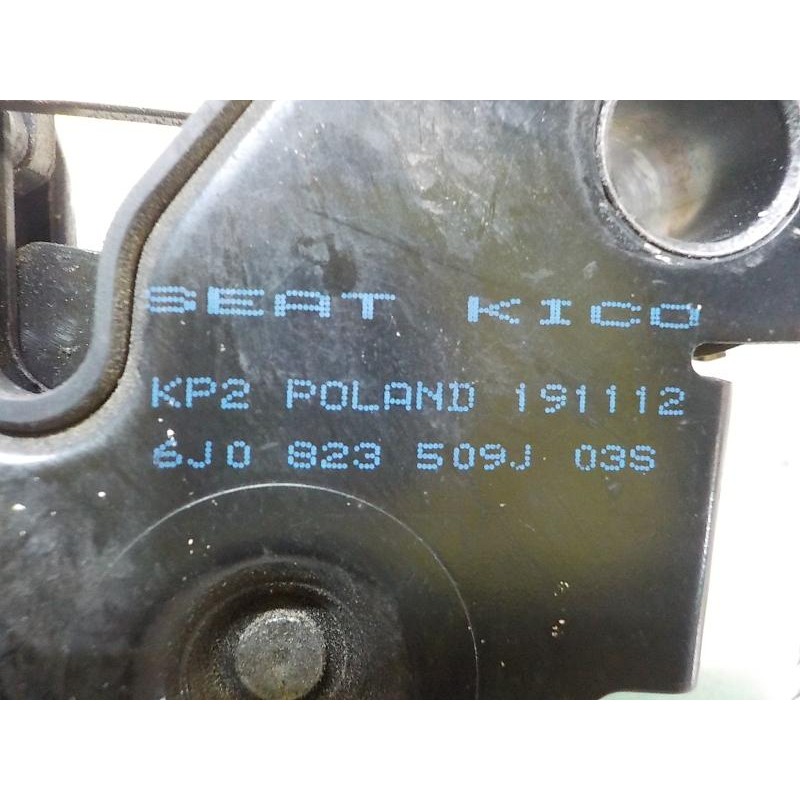 SEAT KICO
KP2 POLAND 191112
6J0 823 509J 03S